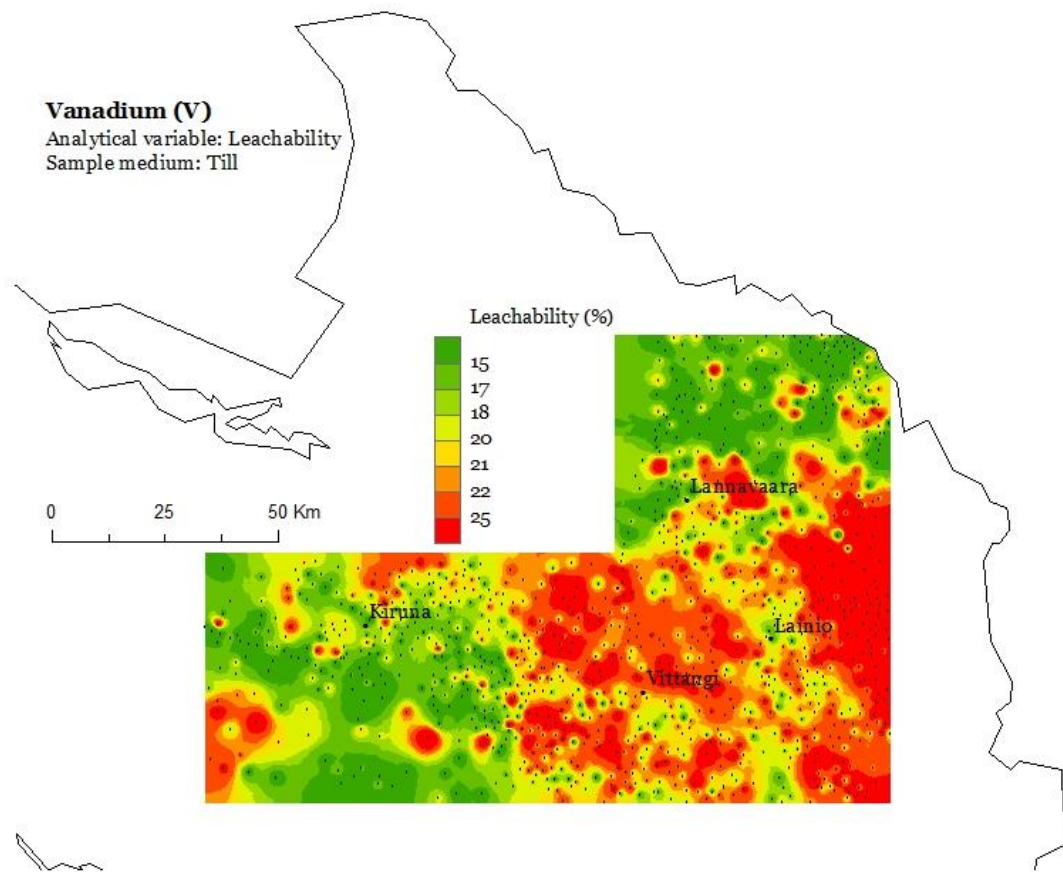 Vanadium (V)
Analytical variable: Leachability
Sample medium: Till
Leachability (%)
15
17
18
20
21
22
25
0 25 50 Km
Lannavaara
Kiruna
Lainio
Vittangi